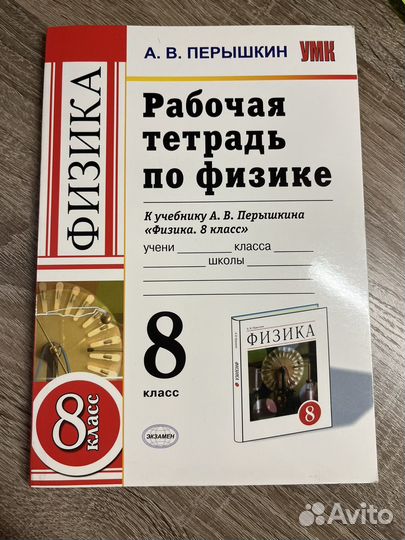 А. В. ПЕРЫШКИН
УМК
ФИЗИКА
Рабочая
тетрадь
по физике
К учебнику А. В. Перышкина
«Физика. 8 класс»
учени класса
школы
ФИЗИКА
8
8
класс
8
класс
ЭКЗАМЕН
Avito